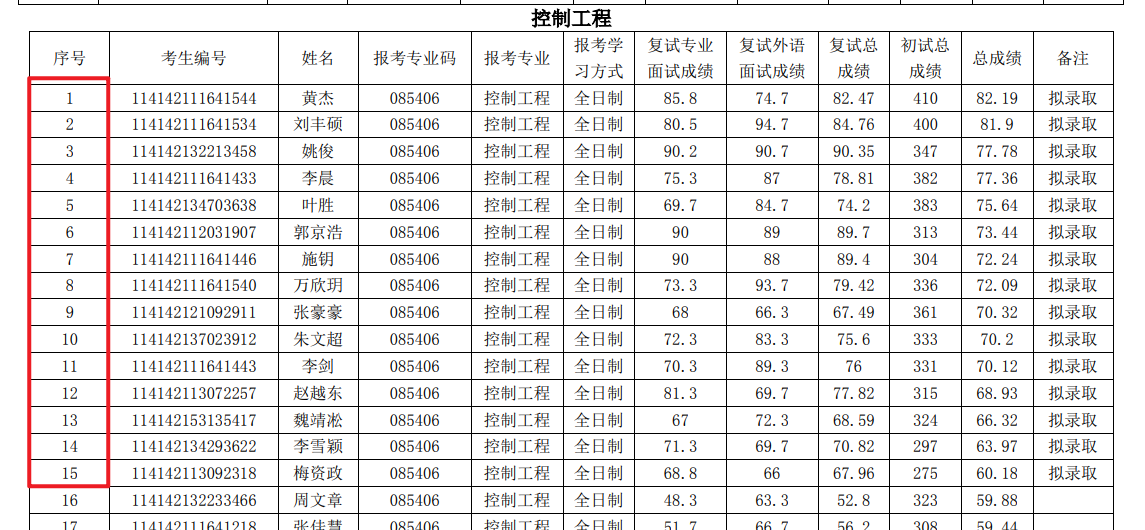 控制工程
序号 考生编号 姓名 报考专业码 报考专业 报考学习方式 复试专业面试成绩 复试外语面试成绩 复试总成绩 初试总成绩 总成绩 备注
1 114142111641544 黄杰 085406 控制工程 全日制 85.8 74.7 82.47 410 82.19 拟录取
2 114142111641534 刘丰硕 085406 控制工程 全日制 80.5 94.7 84.76 400 81.9 拟录取
3 114142132213458 姚俊 085406 控制工程 全日制 90.2 90.7 90.35 347 77.78 拟录取
4 114142111641433 李晨 085406 控制工程 全日制 75.3 87 78.81 382 77.36 拟录取
5 114142134703638 叶胜 085406 控制工程 全日制 69.7 84.7 74.2 383 75.64 拟录取
6 114142112031907 郭京浩 085406 控制工程 全日制 90 89 89.7 313 73.44 拟录取
7 114142111641446 施钥 085406 控制工程 全日制 90 88 89.4 304 72.24 拟录取
8 114142111641540 万欣玥 085406 控制工程 全日制 73.3 93.7 79.42 336 72.09 拟录取
9 114142121092911 张豪豪 085406 控制工程 全日制 68 66.3 67.49 361 70.32 拟录取
10 114142137023912 朱文超 085406 控制工程 全日制 72.3 83.3 75.6 333 70.2 拟录取
11 114142111641443 李剑 085406 控制工程 全日制 70.3 89.3 76 331 70.12 拟录取
12 114142113072257 赵越东 085406 控制工程 全日制 81.3 69.7 77.82 315 68.93 拟录取
13 114142153135417 魏靖凇 085406 控制工程 全日制 67 72.3 68.59 324 66.32 拟录取
14 114142134293622 李雪颖 085406 控制工程 全日制 71.3 69.7 70.82 297 63.97 拟录取
15 114142113092318 梅资政 085406 控制工程 全日制 68.8 66 67.96 275 60.18 拟录取
16 114142132233466 周文章 085406 控制工程 全日制 48.3 63.3 52.8 323 59.88
17 114142111641218 张佳慧 085406 控制工程 全日制 51.7 66.7 56.2 308 59.44